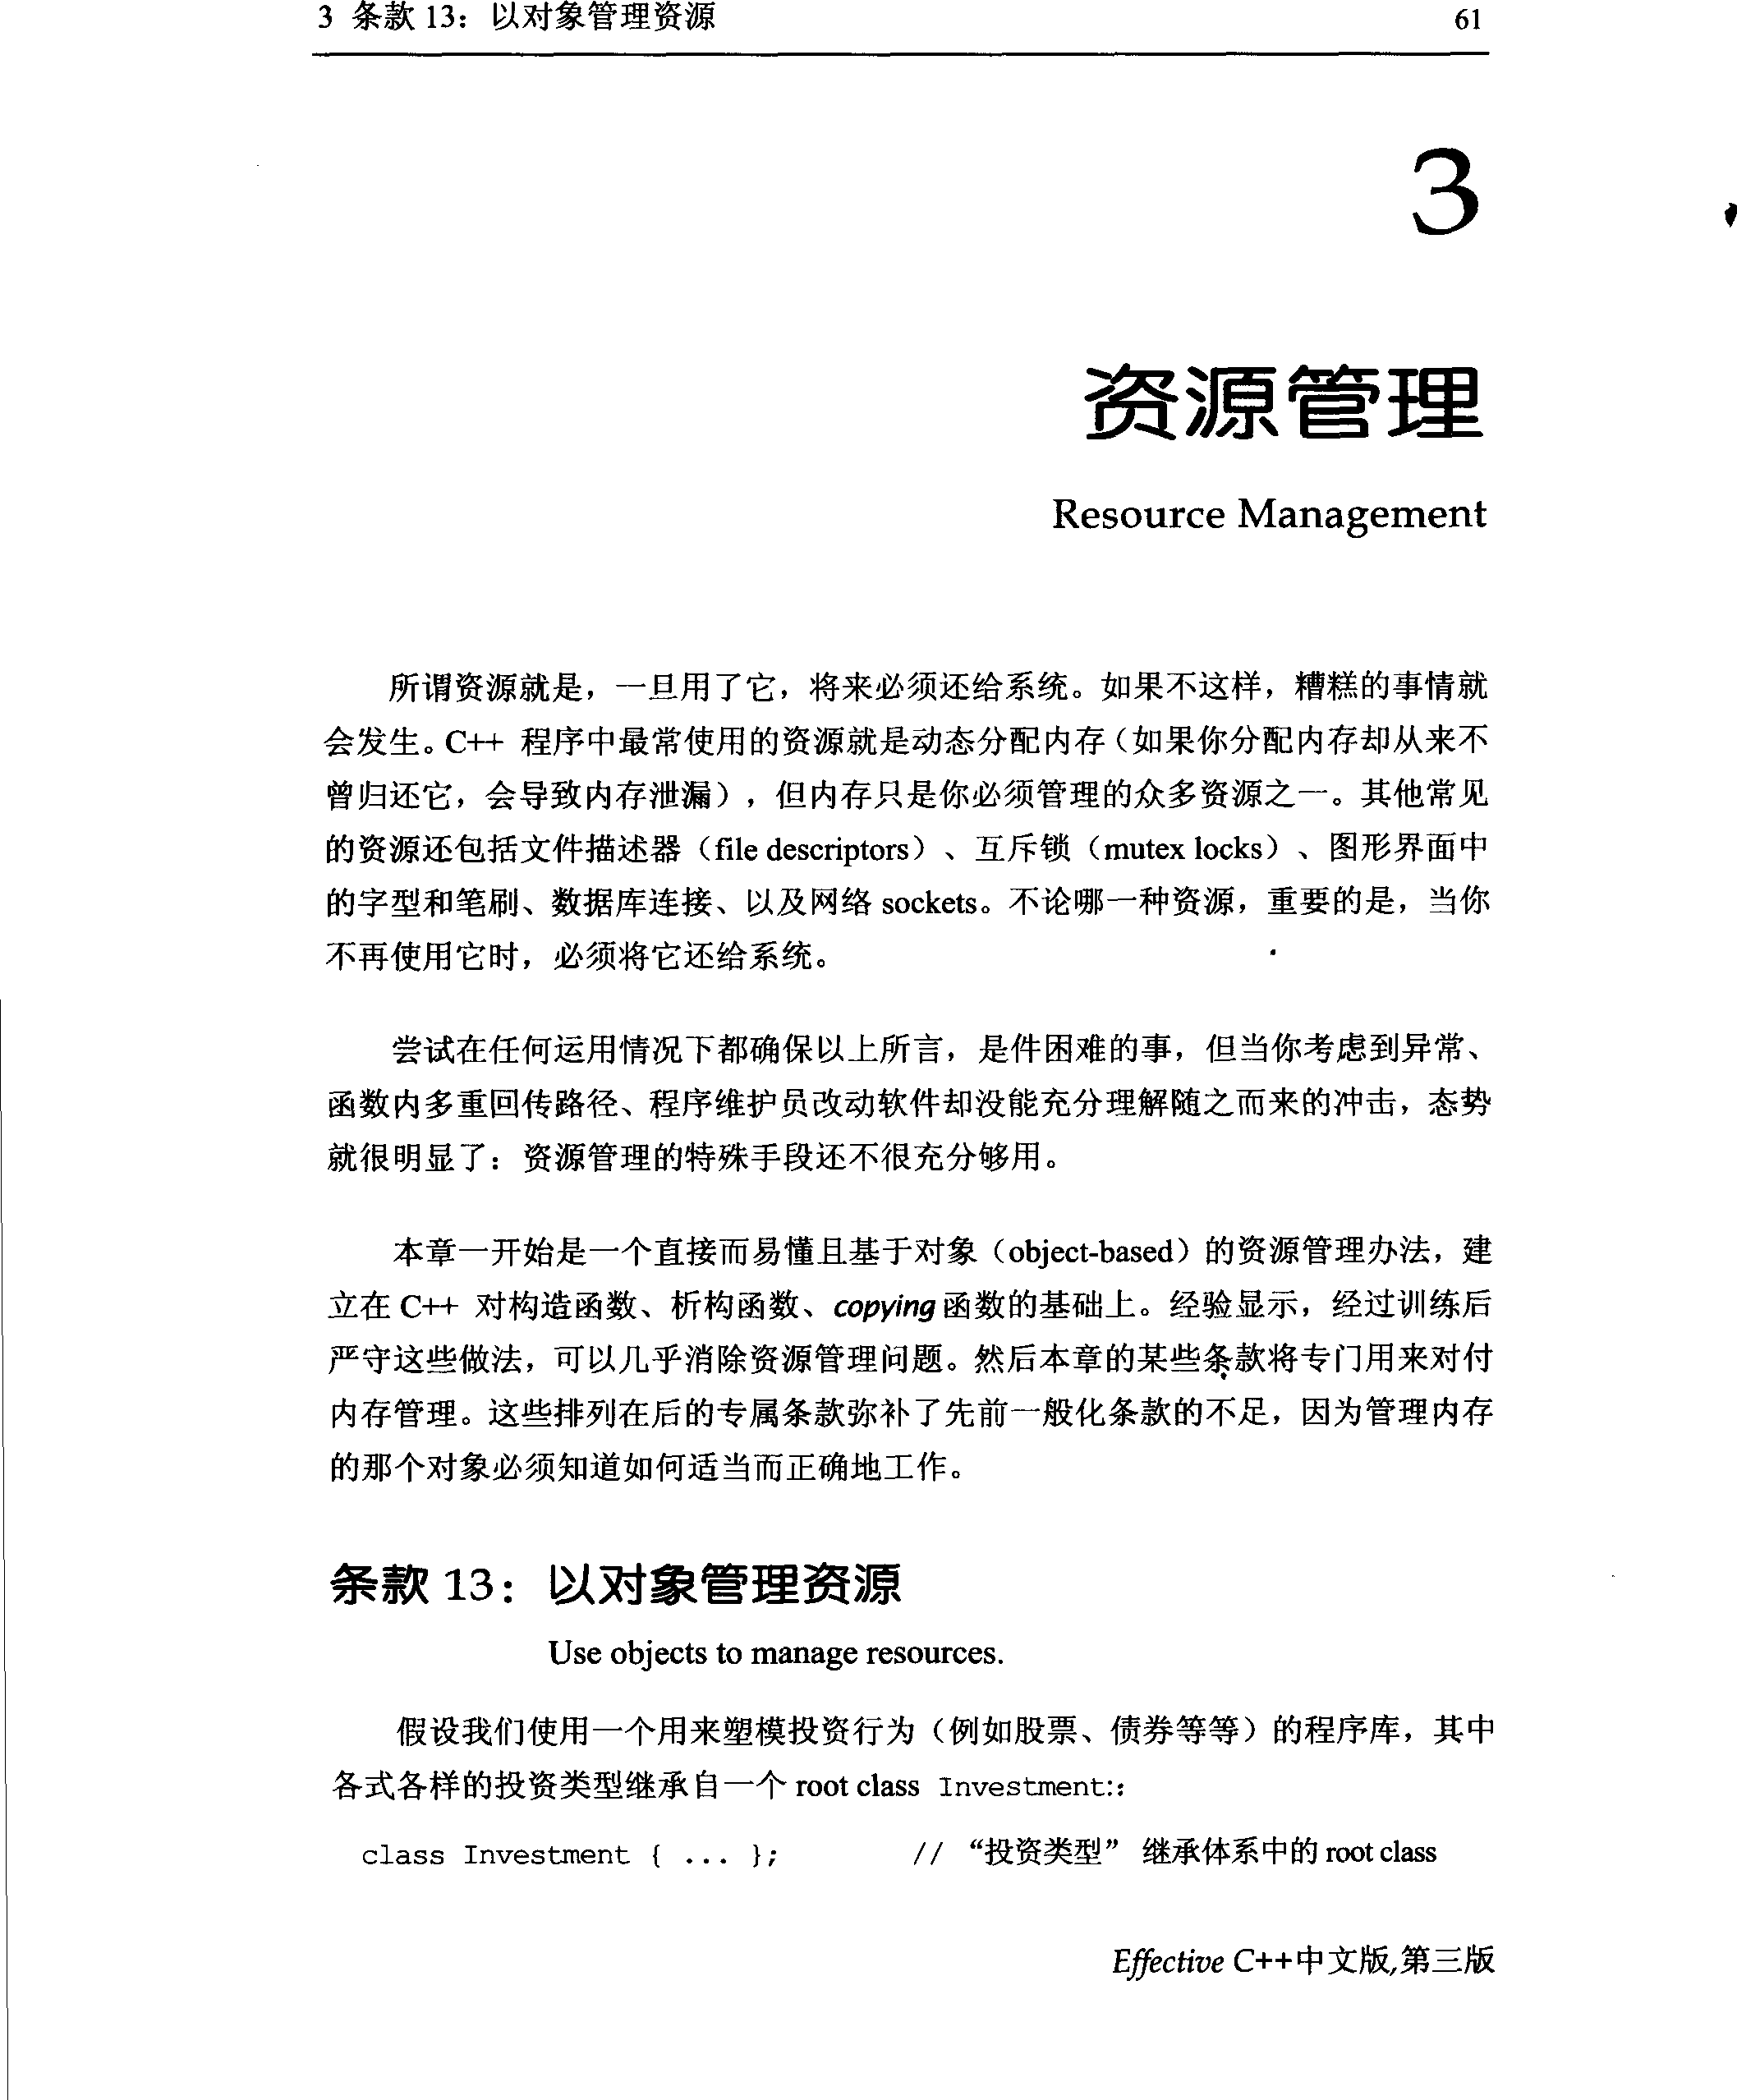 3 条款 13：以对象管理资源 61
3
资源管理
Resource Management
所谓资源就是，一旦用了它，将来必须还给系统。如果不这样，糟糕的事情就
会发生。C++ 程序中最常使用的资源就是动态分配内存（如果你分配内存却从来不
曾归还它，会导致内存泄漏），但内存只是你必须管理的众多资源之一。其他常见
的资源还包括文件描述器（file descriptors）、互斥锁（mutex locks）、图形界面中
的字型和笔刷、数据库连接、以及网络 sockets。不论哪一种资源，重要的是，当你
不再使用它时，必须将它还给系统。
尝试在任何运用情况下都确保以上所言，是件困难的事，但当你考虑到异常、
函数内多重回传路径、程序维护员改动软件却没能充分理解随之而来的冲击，态势
就很明显了：资源管理的特殊手段还不很充分够用。
本章一开始是一个直接而易懂且基于对象（object-based）的资源管理办法，建
立在 C++ 对构造函数、析构函数、copying 函数的基础上。经验显示，经过训练后
严守这些做法，可以几乎消除资源管理问题。然后本章的某些条款将专门用来对付
内存管理。这些排列在后的专属条款弥补了先前一般化条款的不足，因为管理内存
的那个对象必须知道如何适当而正确地工作。
条款 13：以对象管理资源
Use objects to manage resources.
假设我们使用一个用来塑模投资行为（例如股票、债券等等）的程序库，其中
各式各样的投资类型继承自一个 root class Investment:：
class Investment { ... }; // “投资类型” 继承体系中的 root class
Effective C++中文版,第三版